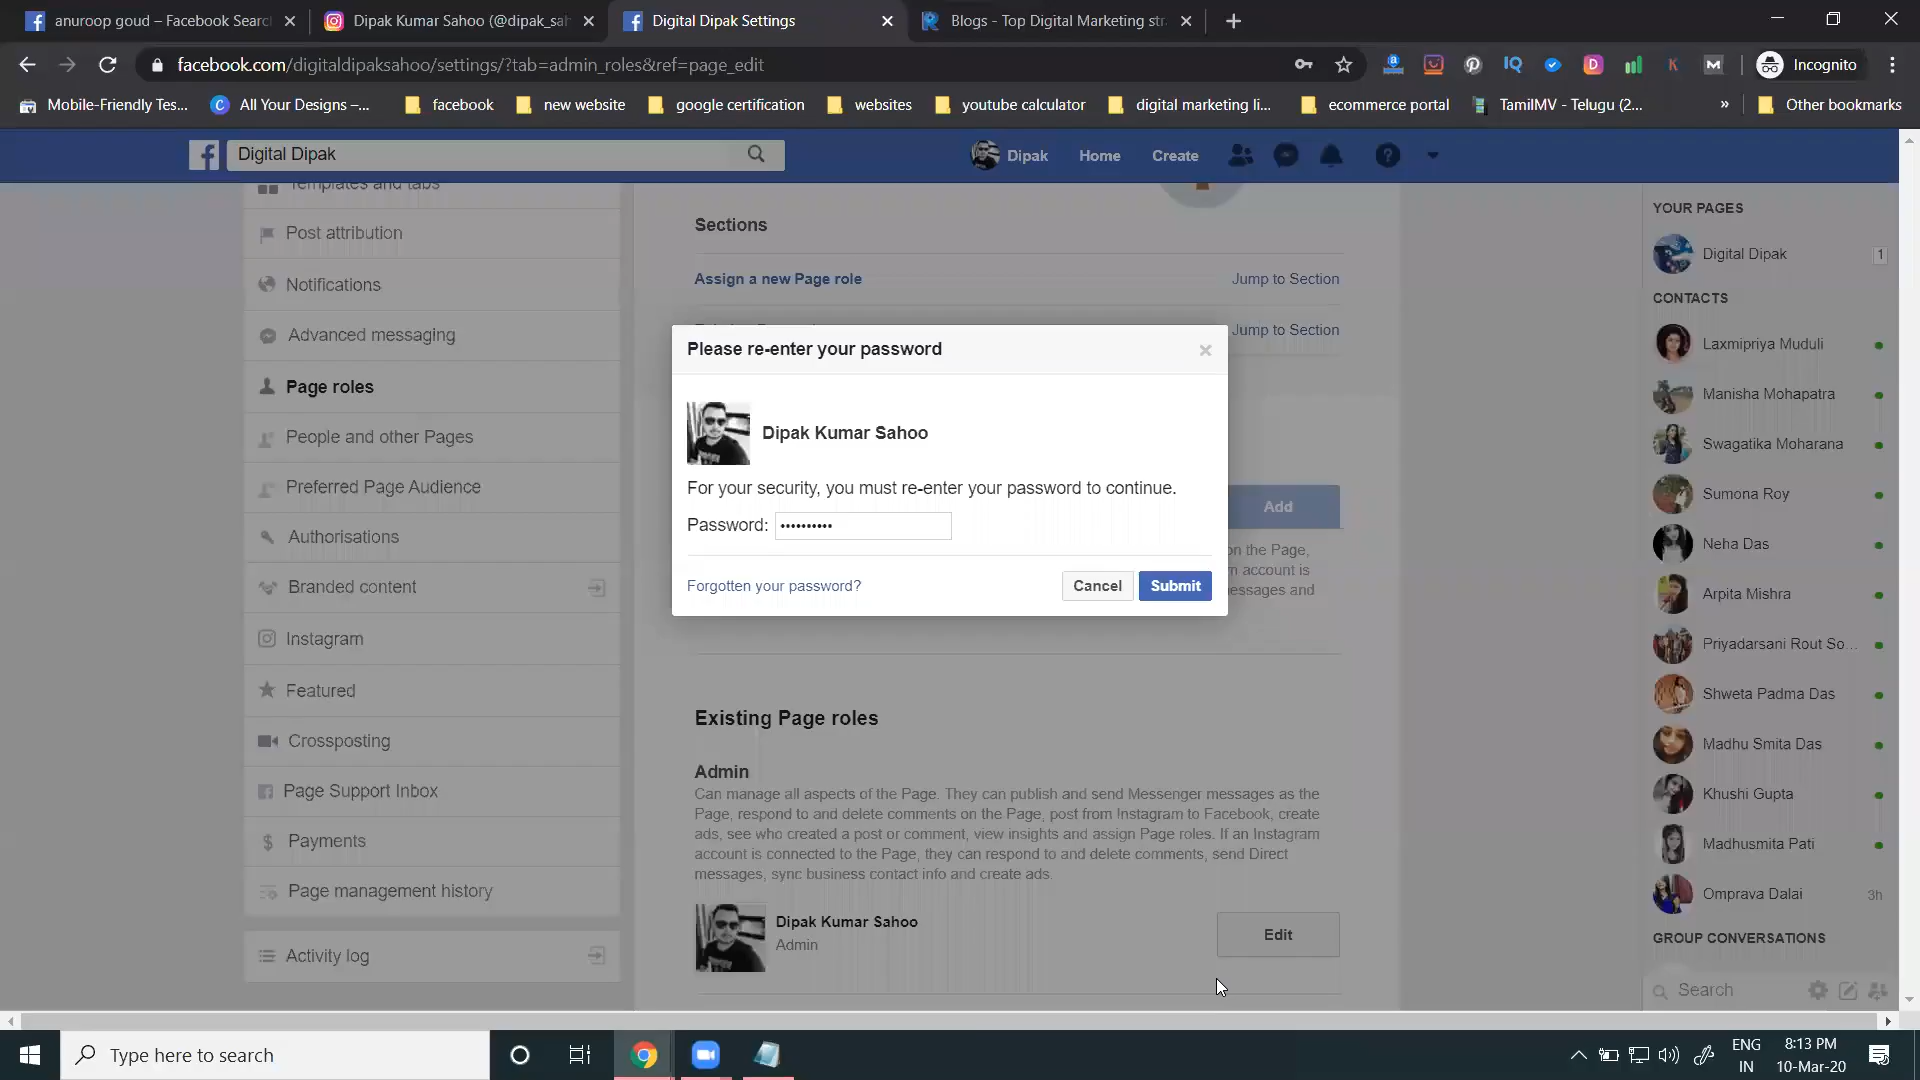 anuroop goud – Facebook Searc
Dipak Kumar Sahoo (@dipak_sah
Digital Dipak Settings
Blogs - Top Digital Marketing str
facebook.com/digitaldipaksahoo/settings/?tab=admin_roles&ref=page_edit
Incognito
Mobile-Friendly Tes...
All Your Designs –...
facebook
new website
google certification
websites
youtube calculator
digital marketing li...
ecommerce portal
TamilMV - Telugu (2...
»
Other bookmarks
Digital Dipak
Dipak
Home
Create
Templates and tabs
Post attribution
Notifications
Advanced messaging
Page roles
People and other Pages
Preferred Page Audience
Authorisations
Branded content
Instagram
Featured
Crossposting
Page Support Inbox
Payments
Page management history
Activity log
Sections
Assign a new Page role
Jump to Section
Jump to Section
Please re-enter your password
Dipak Kumar Sahoo
For your security, you must re-enter your password to continue.
Password: ••••••••••
Forgotten your password?
Cancel
Submit
Add
on the Page,
account is
essages and
Existing Page roles
Admin
Can manage all aspects of the Page. They can publish and send Messenger messages as the
Page, respond to and delete comments on the Page, post from Instagram to Facebook, create
ads, see who created a post or comment, view insights and assign Page roles. If an Instagram
account is connected to the Page, they can respond to and delete comments, send Direct
messages, sync business contact info and create ads.
Dipak Kumar Sahoo
Admin
Edit
YOUR PAGES
Digital Dipak
1
CONTACTS
Laxmipriya Muduli
Manisha Mohapatra
Swagatika Moharana
Sumona Roy
Neha Das
Arpita Mishra
Priyadarsani Rout So...
Shweta Padma Das
Madhu Smita Das
Khushi Gupta
Madhusmita Pati
Omprava Dalai
3h
GROUP CONVERSATIONS
Search
Type here to search
ENG
IN
8:13 PM
10-Mar-20